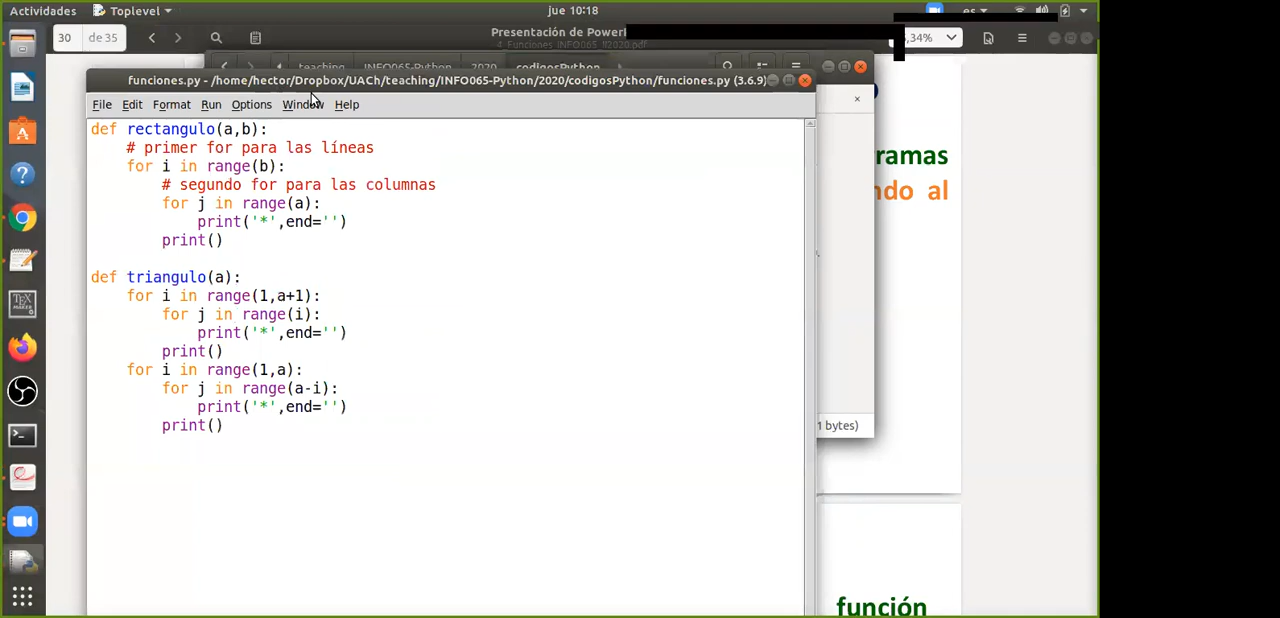 Actividades Toplevel jue 10:18 es
30 de 35 Presentación de Power ,34%
4_Funciones_INFO065_II2020.pdf
teaching INFO065-Python 2020 codigosPython
funciones.py - /home/hector/Dropbox/UACh/teaching/INFO065-Python/2020/codigosPython/funciones.py (3.6.9)
File Edit Format Run Options Window Help
def rectangulo(a,b):
    # primer for para las líneas
    for i in range(b):
        # segundo for para las columnas
        for j in range(a):
            print('*',end='')
        print()
def triangulo(a):
    for i in range(1,a+1):
        for j in range(i):
            print('*',end='')
        print()
    for i in range(1,a):
        for j in range(a-i):
            print('*',end='')
        print()
ramas
ndo al
1 bytes)
función